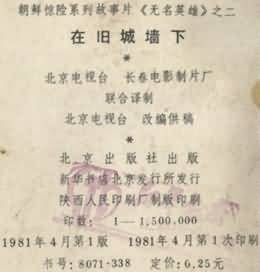 朝鲜惊险系列故事片《无名英雄》之二
在旧城墙下
*
北京电视台 长春电影制片厂
联合译制
北京电视台 改编供稿
*
北京出版社出版
新华书店北京发行所发行
陕西人民印刷厂制版印刷
印数: 1—1,500,000
1981年4月第1版 1981年4月第1次印刷
书号: 8071·338 定价: 0.25元